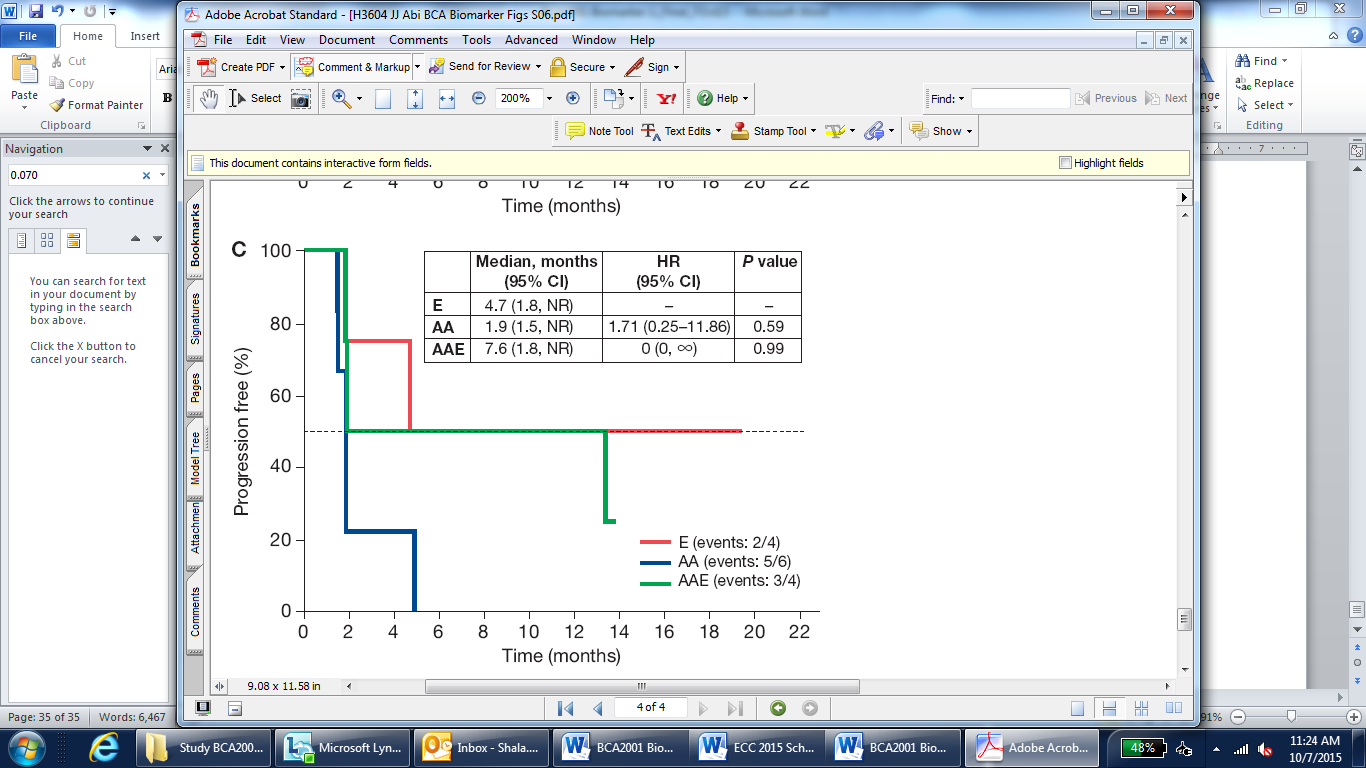 Adobe Acrobat Standard - [H3604 JJ Abi BCA Biomarker Figs S06.pdf]
File Home Insert
File Edit View Document Comments Tools Advanced Window Help
Cut
Copy
Format Painter
Paste
Clipboard
B
Create PDF Comment & Markup Send for Review Secure Sign
Select 200% Help Find: Previous Next
Note Tool Text Edits Stamp Tool Show
Find
Replace
Select
Editing
This document contains interactive form fields. Highlight fields
Navigation
0.070
Click the arrows to continue
your search
You can search for text
in your document by
typing in the search
box above.
Click the X button to
cancel your search.
Bookmarks
Signatures
Pages
Model Tree
Attachmen
Comments
0 2 4 6 8 10 12 14 16 18 20 22
Time (months)
C
Progression free (%)
100
80
60
40
20
0
Median, months (95% CI) HR (95% CI) P value
E 4.7 (1.8, NR) – –
AA 1.9 (1.5, NR) 1.71 (0.25–11.86) 0.59
AAE 7.6 (1.8, NR) 0 (0, ∞) 0.99
E (events: 2/4)
AA (events: 5/6)
AAE (events: 3/4)
0 2 4 6 8 10 12 14 16 18 20 22
Time (months)
9.08 x 11.58 in
4 of 4
7
Page: 35 of 35 Words: 6,467
91%
Study BCA200... Microsoft Lyn... Inbox - Shala.... BCA2001 Bio... ECC 2015 Sch... BCA2001 Bio... Adobe Acrob...
48%
11:24 AM
10/7/2015